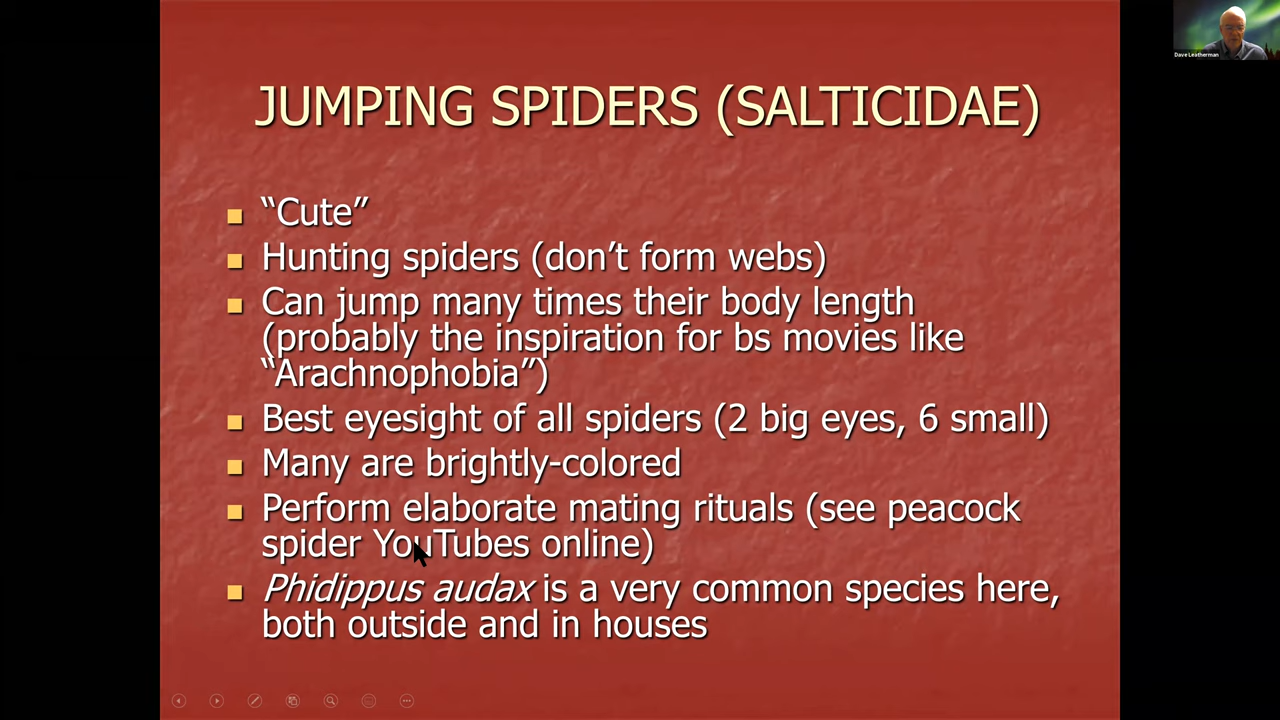 Dave Leatherman
JUMPING SPIDERS (SALTICIDAE)
“Cute”
Hunting spiders (don’t form webs)
Can jump many times their body length
(probably the inspiration for bs movies like
“Arachnophobia”)
Best eyesight of all spiders (2 big eyes, 6 small)
Many are brightly-colored
Perform elaborate mating rituals (see peacock
spider YouTubes online)
Phidippus audax is a very common species here,
both outside and in houses